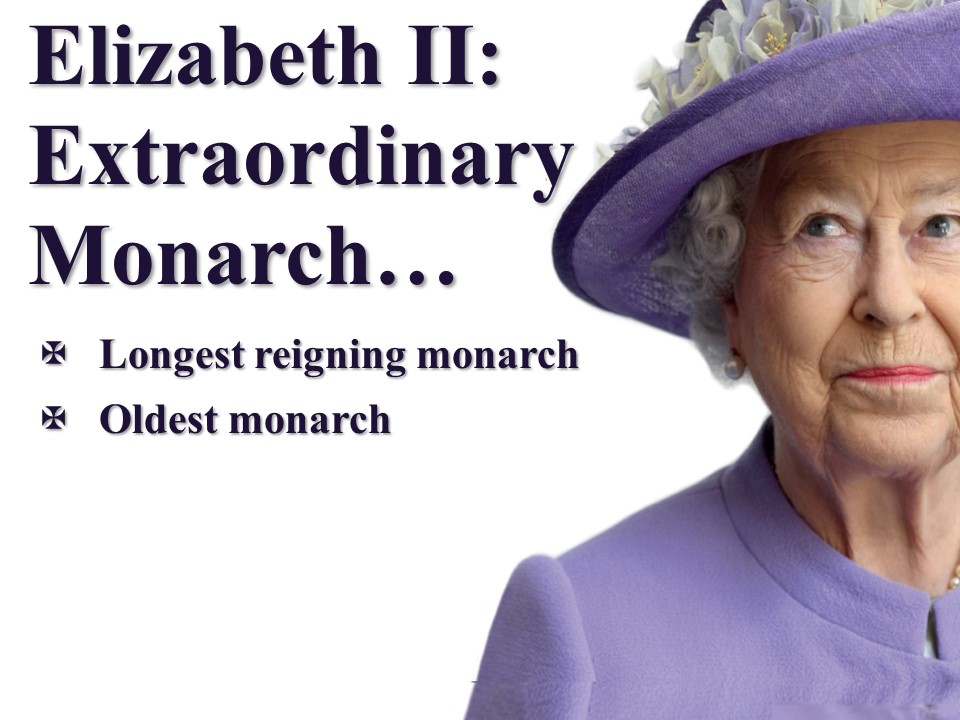 Elizabeth II:
Extraordinary
Monarch…
✠ Longest reigning monarch
✠ Oldest monarch